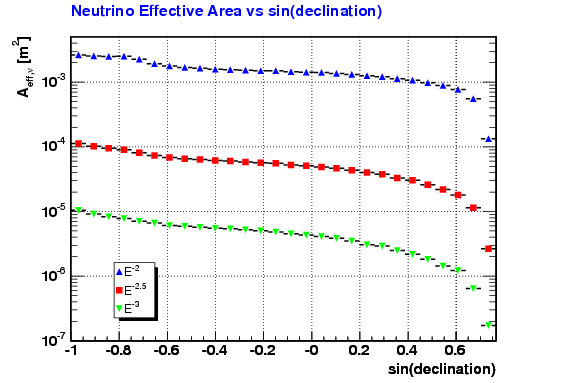 Neutrino Effective Area vs sin(declination)
A_eff,ν [m^2]
10^-3
10^-4
10^-5
10^-6
10^-7
E^-2
E^-2.5
E^-3
-1 -0.8 -0.6 -0.4 -0.2 -0 0.2 0.4 0.6
sin(declination)